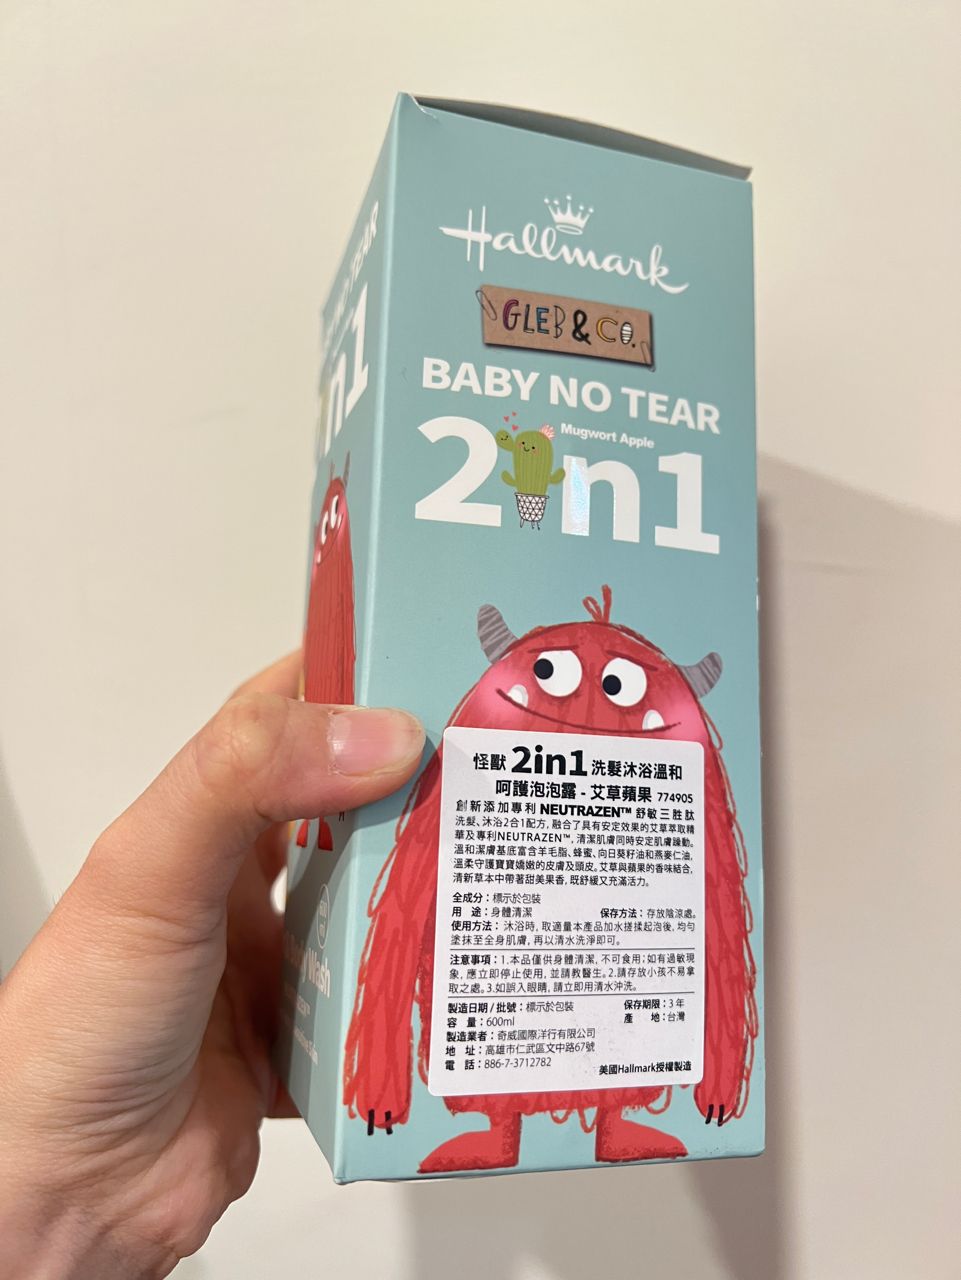 Hallmark
GLEB & CO.
BABY NO TEAR
Mugwort Apple
2in1
怪獸 2in1 洗髮沐浴溫和
呵護泡泡露 - 艾草蘋果 774905
創新添加專利 NEUTRAZEN™ 舒敏三胜肽
洗髮、沐浴2合1配方, 融合了具有安定效果的艾草萃取精
華及專利NEUTRAZEN™, 清潔肌膚同時安定肌膚躁動。
溫和潔膚基底富含羊毛脂、蜂蜜、向日葵籽油和燕麥仁油,
溫柔守護寶寶嬌嫩的皮膚及頭皮。艾草與蘋果的香味結合,
清新草本中帶著甜美果香, 既舒緩又充滿活力。
全成分：標示於包裝
用　途：身體清潔　保存方法：存放陰涼處。
使用方法：沐浴時, 取適量本產品加水搓揉起泡後, 均勻
塗抹至全身肌膚, 再以清水洗淨即可。
注意事項：1.本品僅供身體清潔, 不可食用；如有過敏現
象, 應立即停止使用, 並請教醫生。2.請存放小孩不易拿
取之處。3.如誤入眼睛, 請立即用清水沖洗。
製造日期/批號：標示於包裝　保存期限：3年
容　量：600ml　產　地：台灣
製造業者：奇威國際洋行有限公司
地　址：高雄市仁武區文中路67號
電　話：886-7-3712782　美國Hallmark授權製造
TEAR
n1
Wash